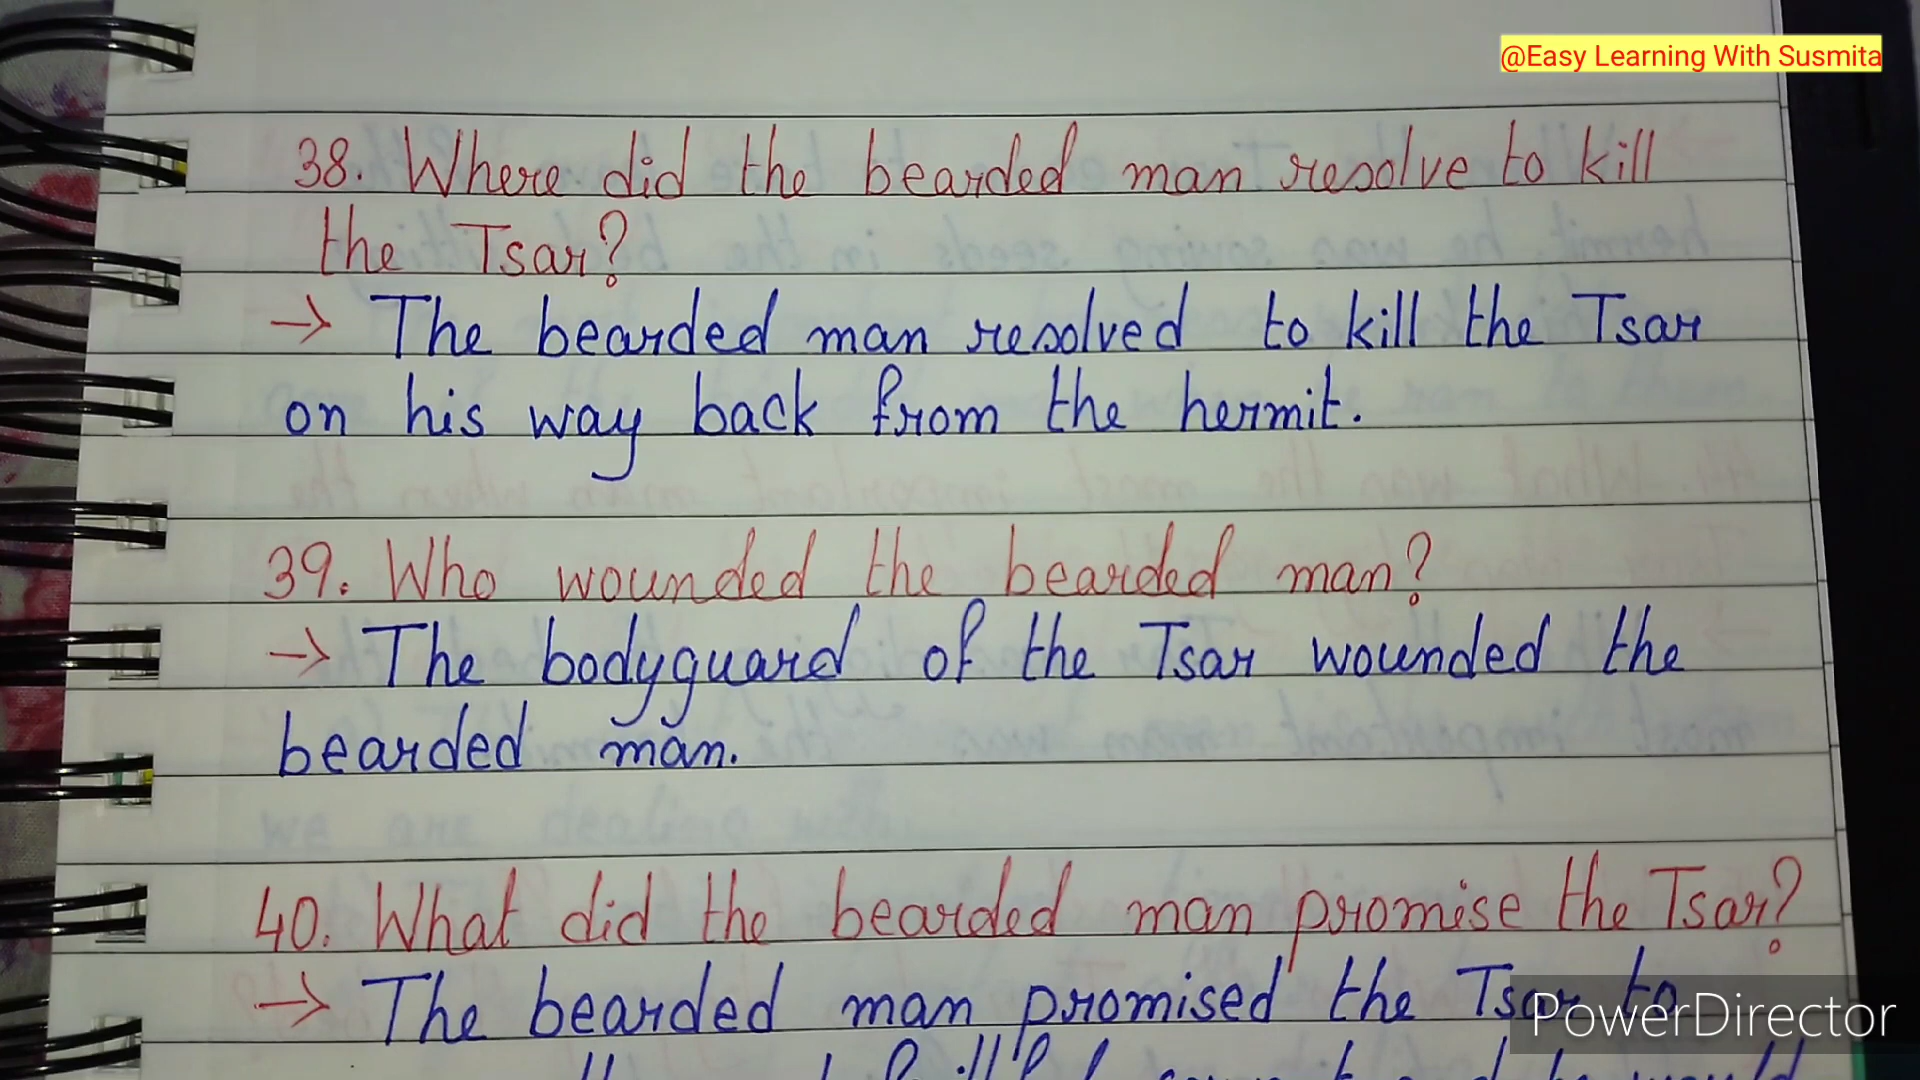 @Easy Learning With Susmita
38. Where did the bearded man resolve to kill
the Tsar?
→ The bearded man resolved to kill the Tsar
on his way back from the hermit.
39. Who wounded the bearded man?
→ The bodyguard of the Tsar wounded the
bearded man.
40. What did the bearded man promise the Tsar?
→ The bearded man promised the Tsar to
PowerDirector